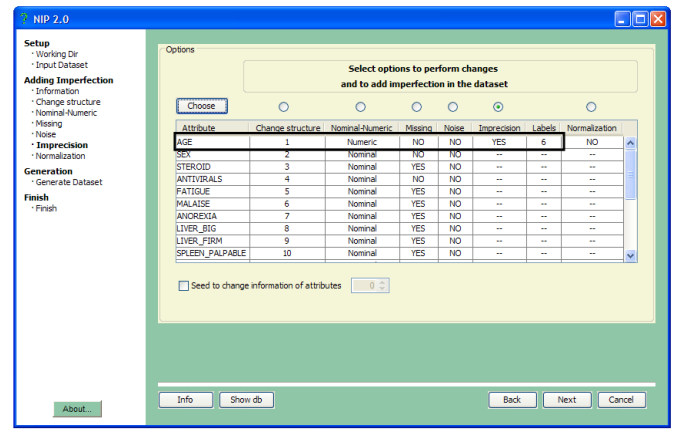 NIP 2.0
Setup
· Working Dir
· Input Dataset
Adding Imperfection
· Information
· Change structure
· Nominal-Numeric
· Missing
· Noise
· Imprecision
· Normalization
Generation
· Generate Dataset
Finish
· Finish
About...
Options
Select options to perform changes
and to add imperfection in the dataset
Choose
Attribute Change structure Nominal-Numeric Missing Noise Imprecision Labels Normalization
AGE 1 Numeric NO NO YES 6 NO
SEX 2 Nominal NO NO -- -- --
STEROID 3 Nominal YES NO -- -- --
ANTIVIRALS 4 Nominal NO NO -- -- --
FATIGUE 5 Nominal YES NO -- -- --
MALAISE 6 Nominal YES NO -- -- --
ANOREXIA 7 Nominal YES NO -- -- --
LIVER_BIG 8 Nominal YES NO -- -- --
LIVER_FIRM 9 Nominal YES NO -- -- --
SPLEEN_PALPABLE 10 Nominal YES NO -- -- --
Seed to change information of attributes 0
Info Show db Back Next Cancel